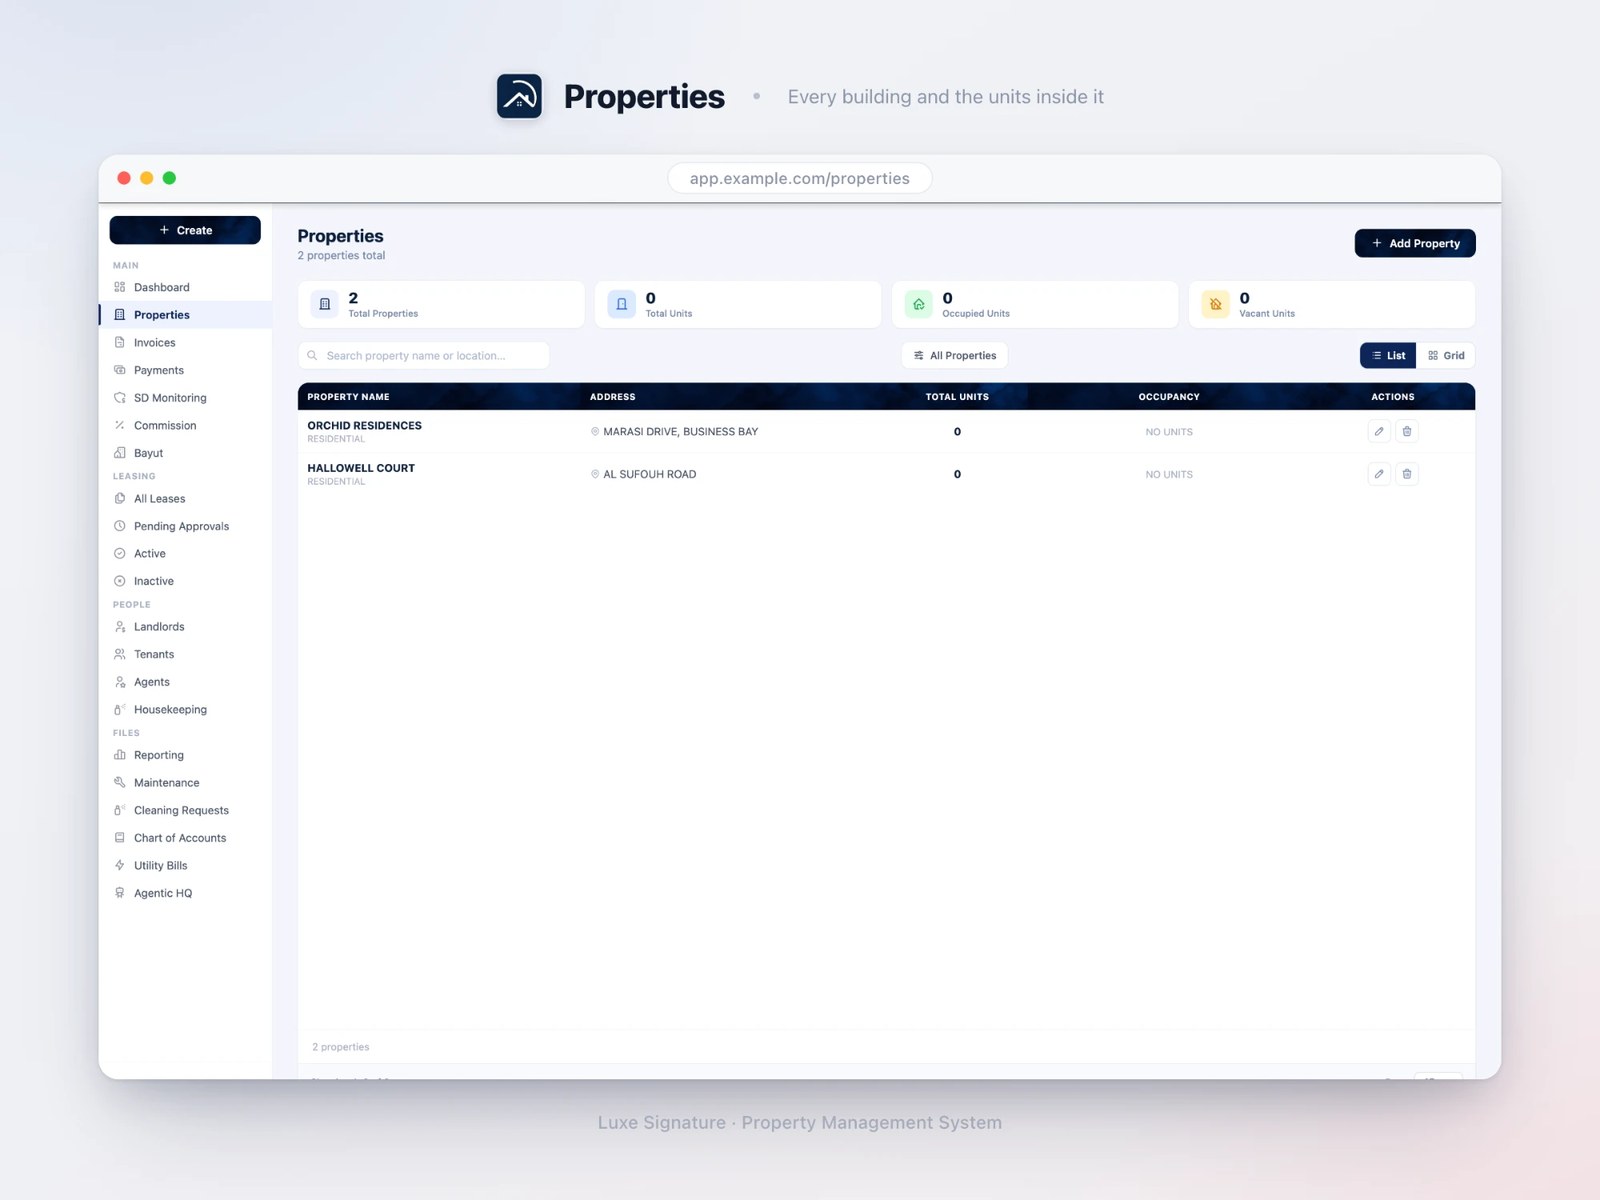 Properties • Every building and the units inside it
app.example.com/properties
+ Create
MAIN
Dashboard
Properties
Invoices
Payments
SD Monitoring
Commission
Bayut
LEASING
All Leases
Pending Approvals
Active
Inactive
PEOPLE
Landlords
Tenants
Agents
Housekeeping
FILES
Reporting
Maintenance
Cleaning Requests
Chart of Accounts
Utility Bills
Agentic HQ
Properties
2 properties total
+ Add Property
2
Total Properties
0
Total Units
0
Occupied Units
0
Vacant Units
Search property name or location...
All Properties
List
Grid
PROPERTY NAME ADDRESS TOTAL UNITS OCCUPANCY ACTIONS
ORCHID RESIDENCES
RESIDENTIAL
MARASI DRIVE, BUSINESS BAY
0
NO UNITS
HALLOWELL COURT
RESIDENTIAL
AL SUFOUH ROAD
0
NO UNITS
2 properties
Luxe Signature · Property Management System